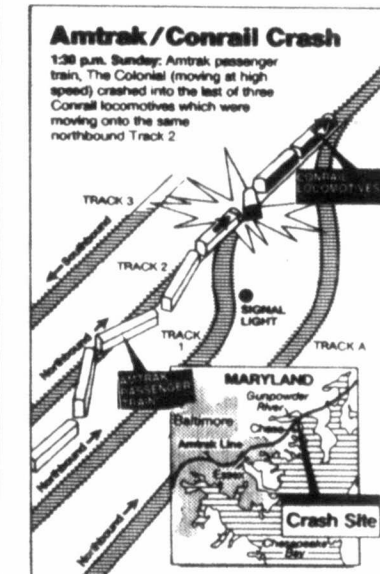 Amtrak/Conrail Crash
1:30 p.m. Sunday: Amtrak passenger
train, The Colonial (moving at high
speed) crashed into the last of three
Conrail locomotives which were
moving onto the same
northbound Track 2
CONRAIL
LOCOMOTIVES
TRACK 3
Southbound
TRACK 2
SIGNAL
LIGHT
Northbound
TRACK
1
TRACK A
AMTRAK
PASSENGER
TRAIN
MARYLAND
Gunpowder
River
Chase
Baltimore
Amtrak Line
Essex
Northbound
Crash Site
Northbound
Chesapeake
Bay